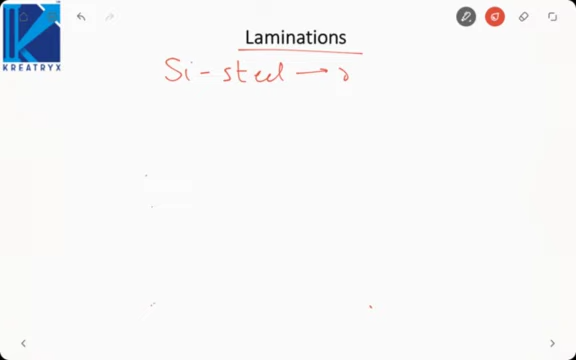 KREATRYX
Laminations
Si - steel →